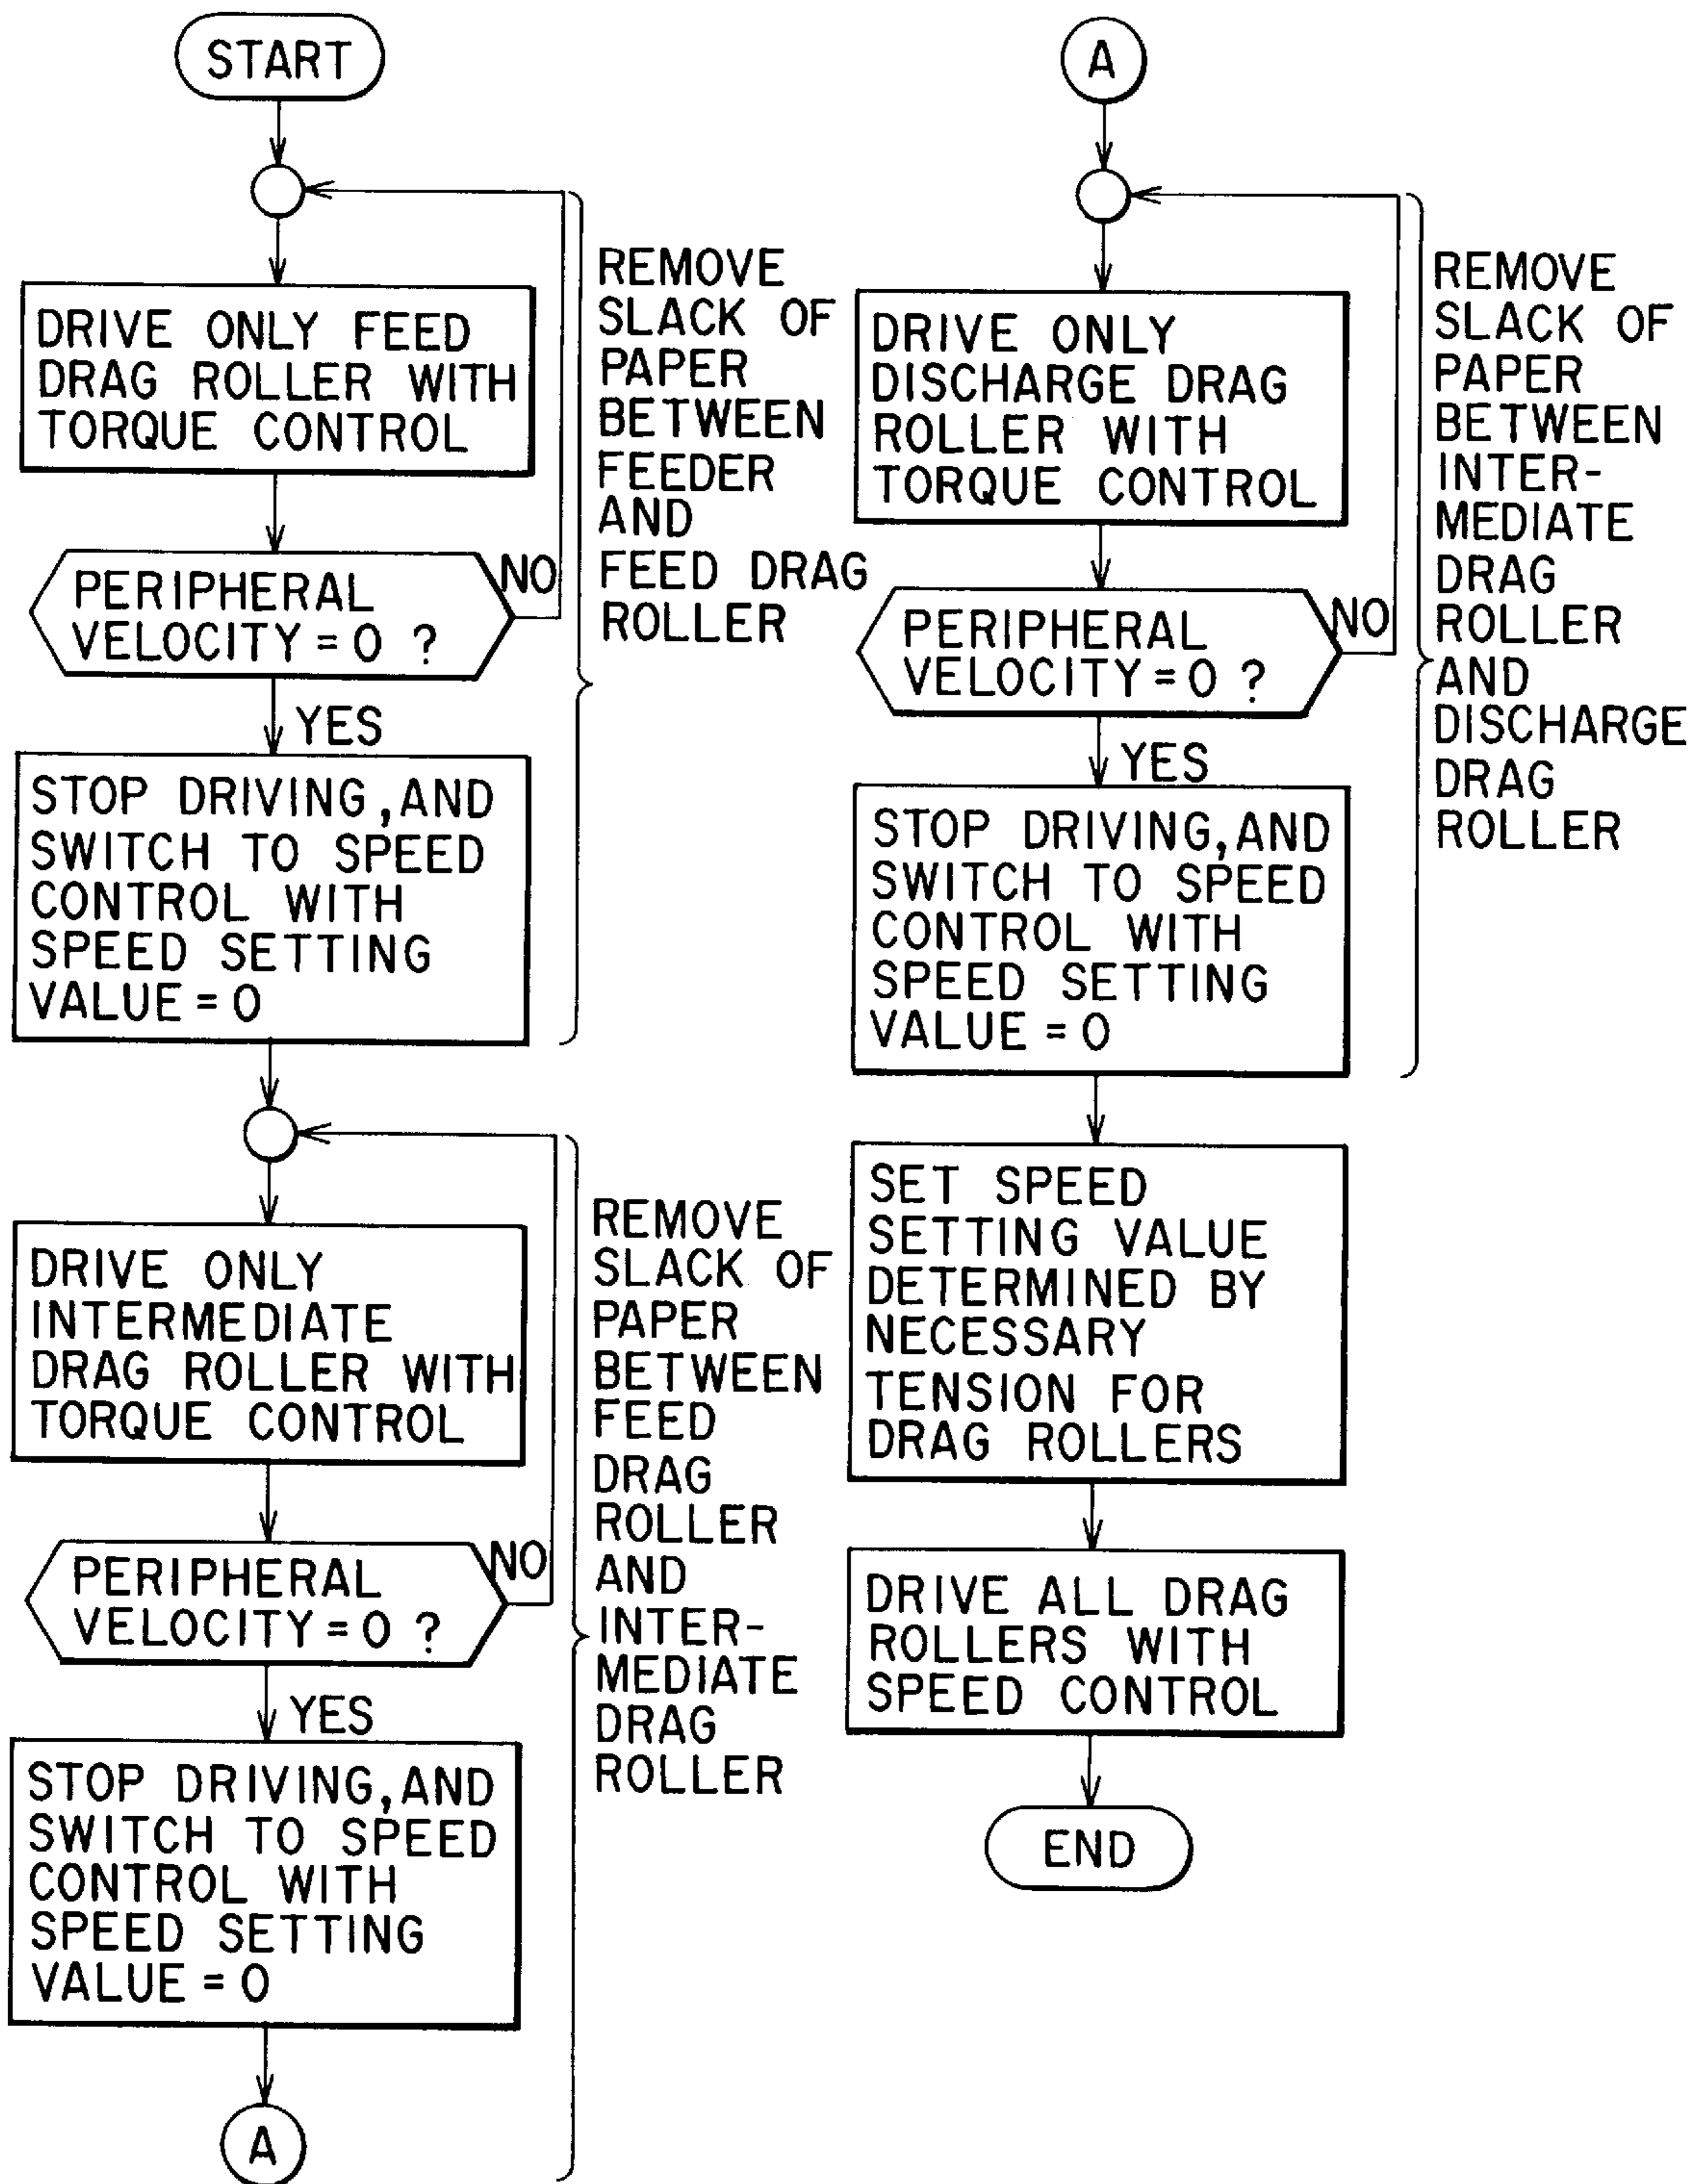 START
DRIVE ONLY FEED
DRAG ROLLER WITH
TORQUE CONTROL
PERIPHERAL
VELOCITY = 0 ?
NO
YES
STOP DRIVING, AND
SWITCH TO SPEED
CONTROL WITH
SPEED SETTING
VALUE = 0
REMOVE
SLACK OF
PAPER
BETWEEN
FEEDER
AND
FEED DRAG
ROLLER
DRIVE ONLY
INTERMEDIATE
DRAG ROLLER WITH
TORQUE CONTROL
PERIPHERAL
VELOCITY = 0 ?
NO
YES
STOP DRIVING, AND
SWITCH TO SPEED
CONTROL WITH
SPEED SETTING
VALUE = 0
A
REMOVE
SLACK OF
PAPER
BETWEEN
FEED
DRAG
ROLLER
AND
INTER-
MEDIATE
DRAG
ROLLER
A
DRIVE ONLY
DISCHARGE DRAG
ROLLER WITH
TORQUE CONTROL
PERIPHERAL
VELOCITY = 0 ?
NO
YES
STOP DRIVING, AND
SWITCH TO SPEED
CONTROL WITH
SPEED SETTING
VALUE = 0
REMOVE
SLACK OF
PAPER
BETWEEN
INTER-
MEDIATE
DRAG
ROLLER
AND
DISCHARGE
DRAG
ROLLER
SET SPEED
SETTING VALUE
DETERMINED BY
NECESSARY
TENSION FOR
DRAG ROLLERS
DRIVE ALL DRAG
ROLLERS WITH
SPEED CONTROL
END